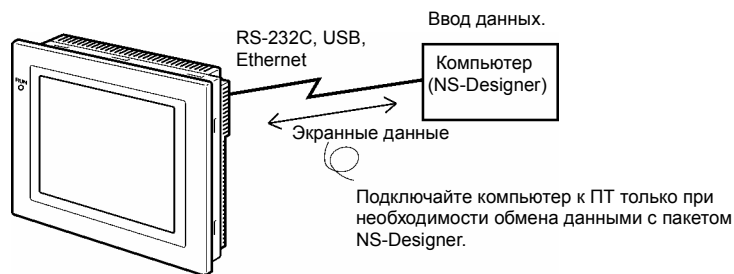 Ввод данных.
RS-232C, USB,
Ethernet
Компьютер
(NS-Designer)
RUN
Экранные данные
Подключайте компьютер к ПТ только при
необходимости обмена данными с пакетом
NS-Designer.